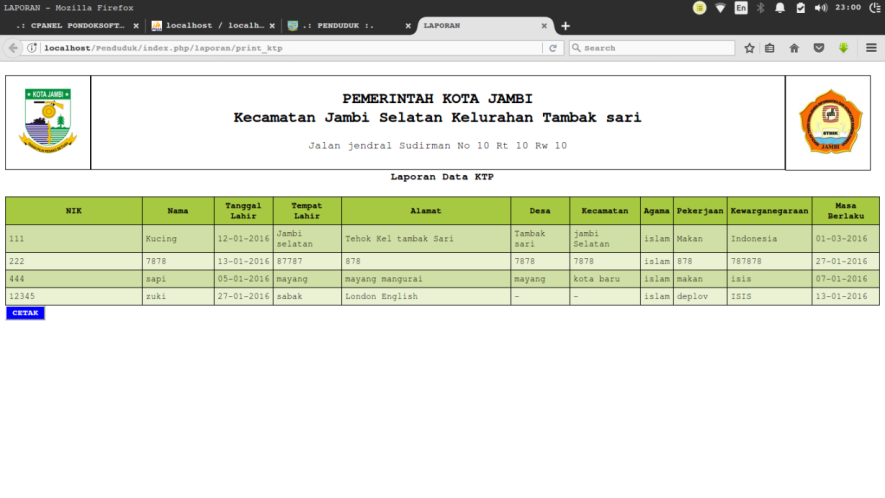 LAPORAN - Mozilla Firefox
En
23:00
.: CPANEL PONDOKSOFT… ×
localhost / localh… ×
.: PENDUDUK :. ×
LAPORAN ×
localhost/Penduduk/index.php/laporan/print_ktp
Search
KOTA JAMBI
PEMERINTAH KOTA JAMBI
Kecamatan Jambi Selatan Kelurahan Tambak sari
Jalan jendral Sudirman No 10 Rt 10 Rw 10
JAMBI
Laporan Data KTP
NIK Nama Tanggal Lahir Tempat Lahir Alamat Desa Kecamatan Agama Pekerjaan Kewarganegaraan Masa Berlaku
111 Kucing 12-01-2016 Jambi selatan Tehok Kel tambak Sari Tambak sari jambi Selatan islam Makan Indonesia 01-03-2016
222 7878 13-01-2016 87787 878 7878 7878 islam 878 787878 27-01-2016
444 sapi 05-01-2016 mayang mayang mangurai mayang kota baru islam makan isis 07-01-2016
12345 zuki 27-01-2016 sabak London English - - islam deplov ISIS 13-01-2016
CETAK